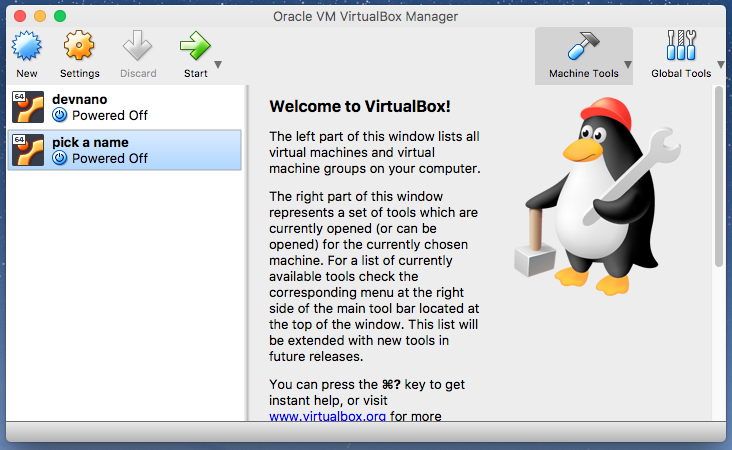 Oracle VM VirtualBox Manager
New
Settings
Discard
Start
Machine Tools
Global Tools
64
devnano
Powered Off
64
pick a name
Powered Off
Welcome to VirtualBox!
The left part of this window lists all
virtual machines and virtual
machine groups on your computer.
The right part of this window
represents a set of tools which are
currently opened (or can be
opened) for the currently chosen
machine. For a list of currently
available tools check the
corresponding menu at the right
side of the main tool bar located at
the top of the window. This list will
be extended with new tools in
future releases.
You can press the ⌘? key to get
instant help, or visit
www.virtualbox.org for more